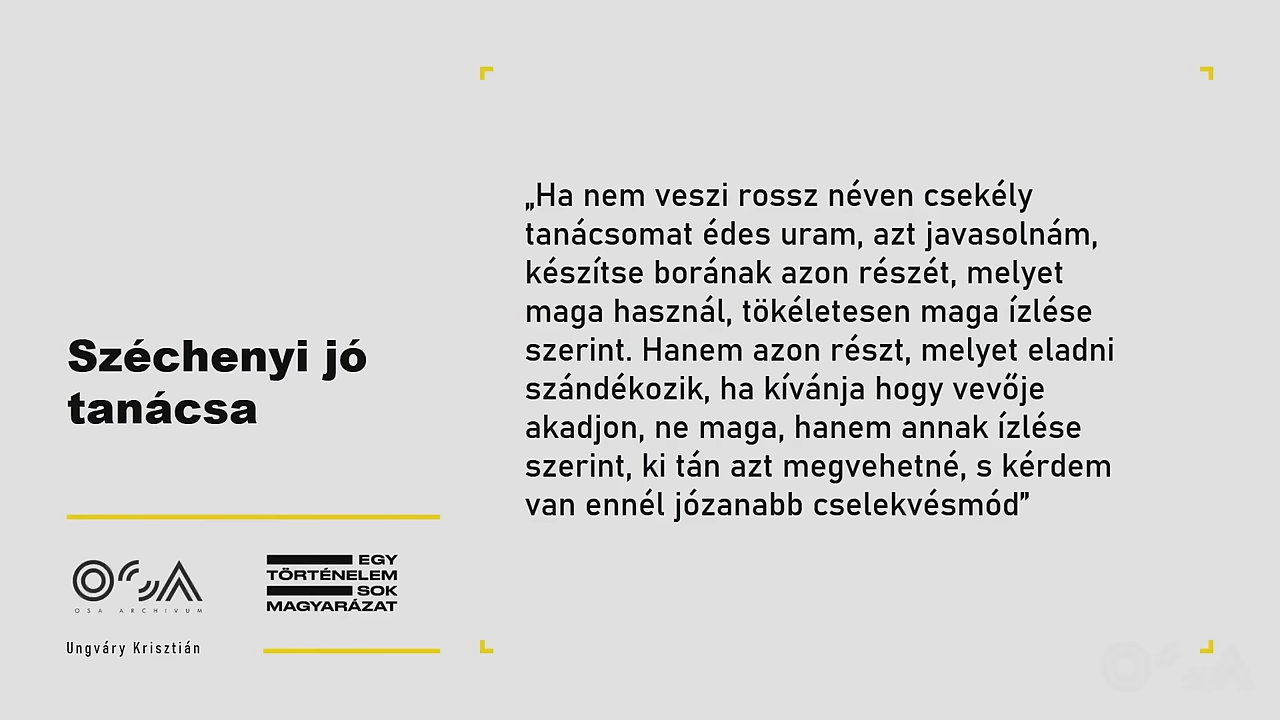 Széchenyi jó
tanácsa
„Ha nem veszi rossz néven csekély
tanácsomat édes uram, azt javasolnám,
készítse borának azon részét, melyet
maga használ, tökéletesen maga ízlése
szerint. Hanem azon részt, melyet eladni
szándékozik, ha kívánja hogy vevője
akadjon, ne maga, hanem annak ízlése
szerint, ki tán azt megvehetné, s kérdem
van ennél józanabb cselekvésmód”
OSA
OSA ARCHIVUM
EGY
TÖRTÉNELEM
SOK
MAGYARÁZAT
Ungváry Krisztián
OSA